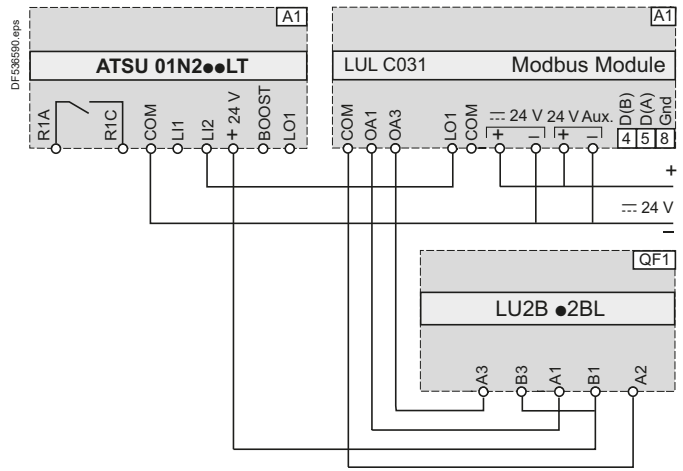 DF536590.eps
A1
ATSU 01N2●●LT
R1A
R1C
COM
LI1
LI2
+ 24 V
BOOST
LO1
A1
LUL C031 Modbus Module
COM
OA1
OA3
LO1
COM
⎓ 24 V
24 V Aux.
+ –
+ –
D(B)
D(A)
Gnd
4 5 8
+
⎓ 24 V
–
QF1
LU2B ●2BL
A3
B3
A1
B1
A2